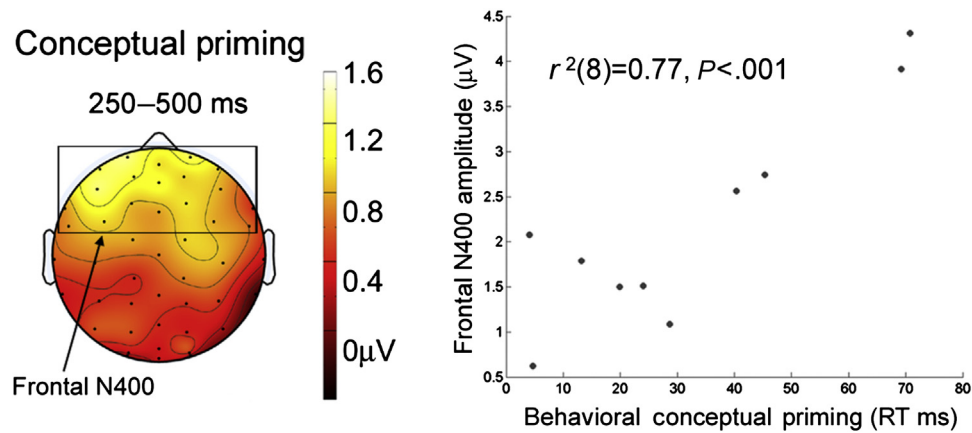 Conceptual priming
250–500 ms
1.6
1.2
0.8
0.4
0µV
Frontal N400
4.5
4
3.5
3
2.5
2
1.5
1
0.5
Frontal N400 amplitude (µV)
r²(8)=0.77, P<.001
0 10 20 30 40 50 60 70 80
Behavioral conceptual priming (RT ms)